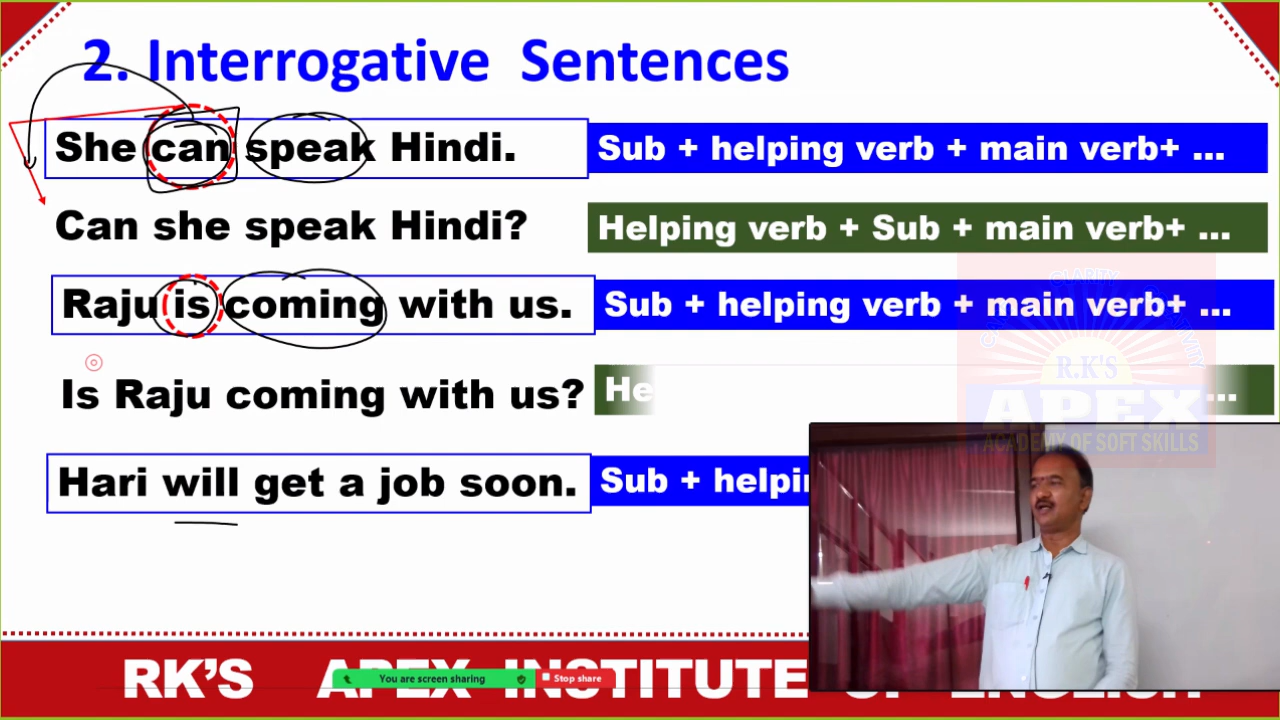 2. Interrogative Sentences
She can speak Hindi.
Sub + helping verb + main verb+ ...
Can she speak Hindi?
Helping verb + Sub + main verb+ ...
Raju is coming with us.
Sub + helping verb + main verb+ ...
Is Raju coming with us?
He
...
Hari will get a job soon.
Sub + helpi
CLARITY
R.K'S
APEX
ACADEMY OF SOFT SKILLS
RK'S APEX INSTITUTE OF ENGLISH
You are screen sharing
Stop share